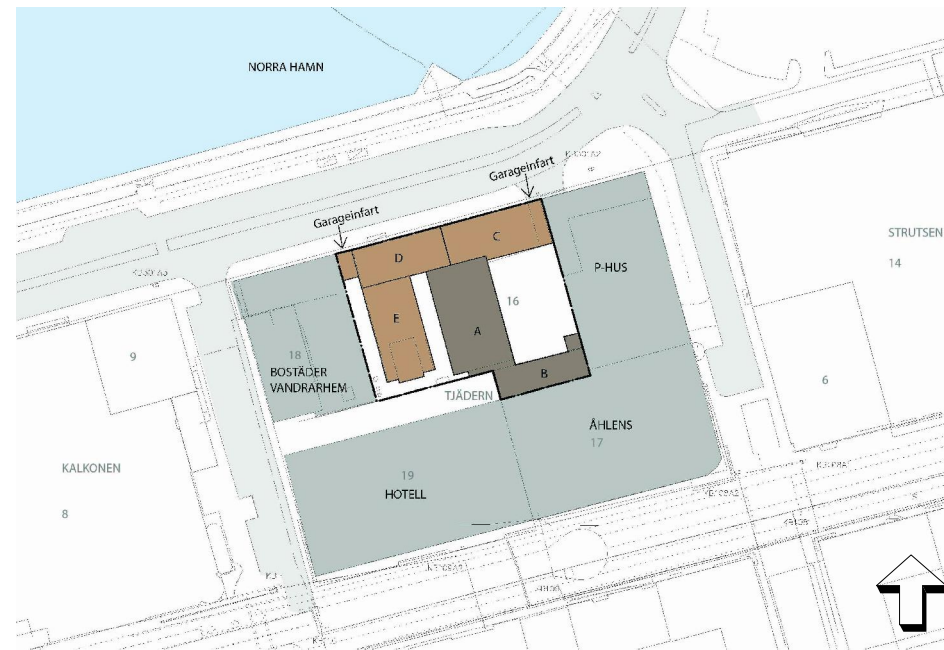 NORRA HAMN
Garageinfart
Garageinfart
C
D
STRUTSEN
14
P-HUS
16
E
A
9
18
BOSTÄDER
VANDRARHEM
B
6
TJÄDERN
ÅHLENS
17
KALKONEN
8
19
HOTELL